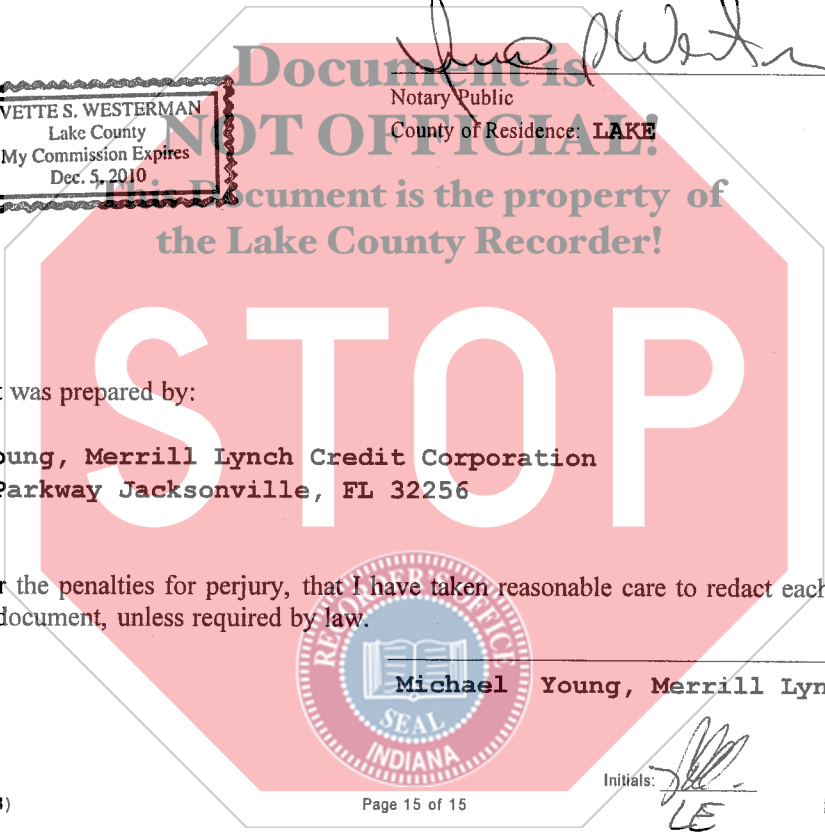 Document is
NOT OFFICIAL!
This Document is the property of
the Lake County Recorder!
VETTE S. WESTERMAN
Lake County
My Commission Expires
Dec. 5, 2010
Notary Public
County of Residence: LAKE
STOP
was prepared by:
oung, Merrill Lynch Credit Corporation
Parkway Jacksonville, FL 32256
r the penalties for perjury, that I have taken reasonable care to redact each
document, unless required by law.
RECORDER'S OFFICE
SEAL
INDIANA
Michael Young, Merrill Lyn
Initials:
LE
Page 15 of 15